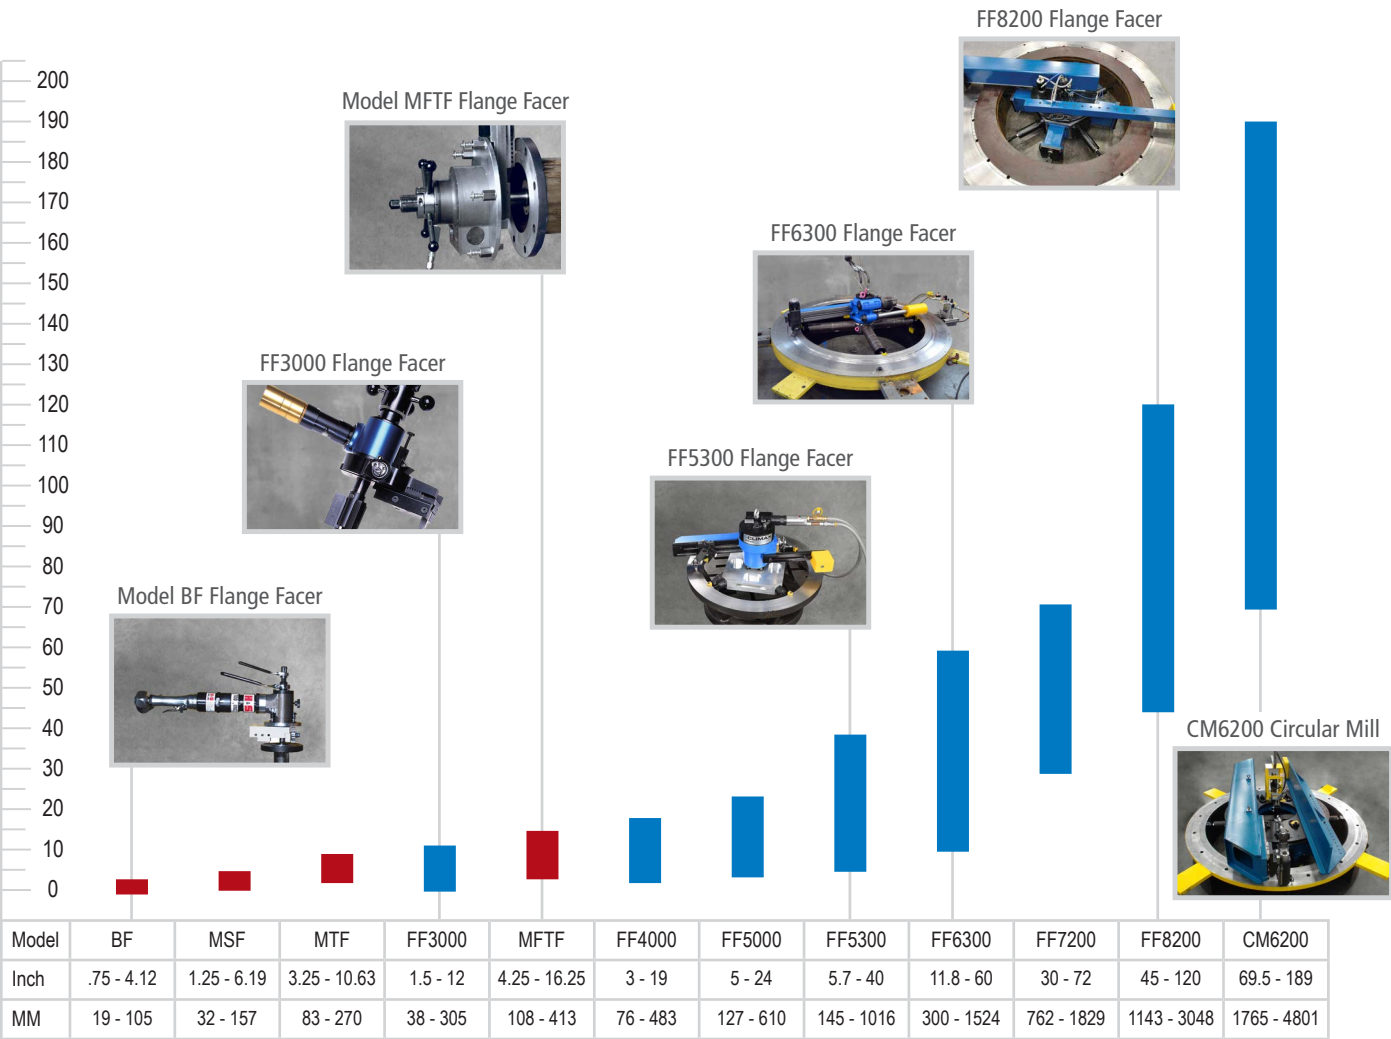 FF8200 Flange Facer
200
Model MFTF Flange Facer
190
180
170
160
FF6300 Flange Facer
150
140
130
FF3000 Flange Facer
120
110
FF5300 Flange Facer
100
90
CLIMAX
80
70
Model BF Flange Facer
60
50
H&S
40
CM6200 Circular Mill
30
20
10
0
Model BF MSF MTF FF3000 MFTF FF4000 FF5000 FF5300 FF6300 FF7200 FF8200 CM6200
Inch .75 - 4.12 1.25 - 6.19 3.25 - 10.63 1.5 - 12 4.25 - 16.25 3 - 19 5 - 24 5.7 - 40 11.8 - 60 30 - 72 45 - 120 69.5 - 189
MM 19 - 105 32 - 157 83 - 270 38 - 305 108 - 413 76 - 483 127 - 610 145 - 1016 300 - 1524 762 - 1829 1143 - 3048 1765 - 4801